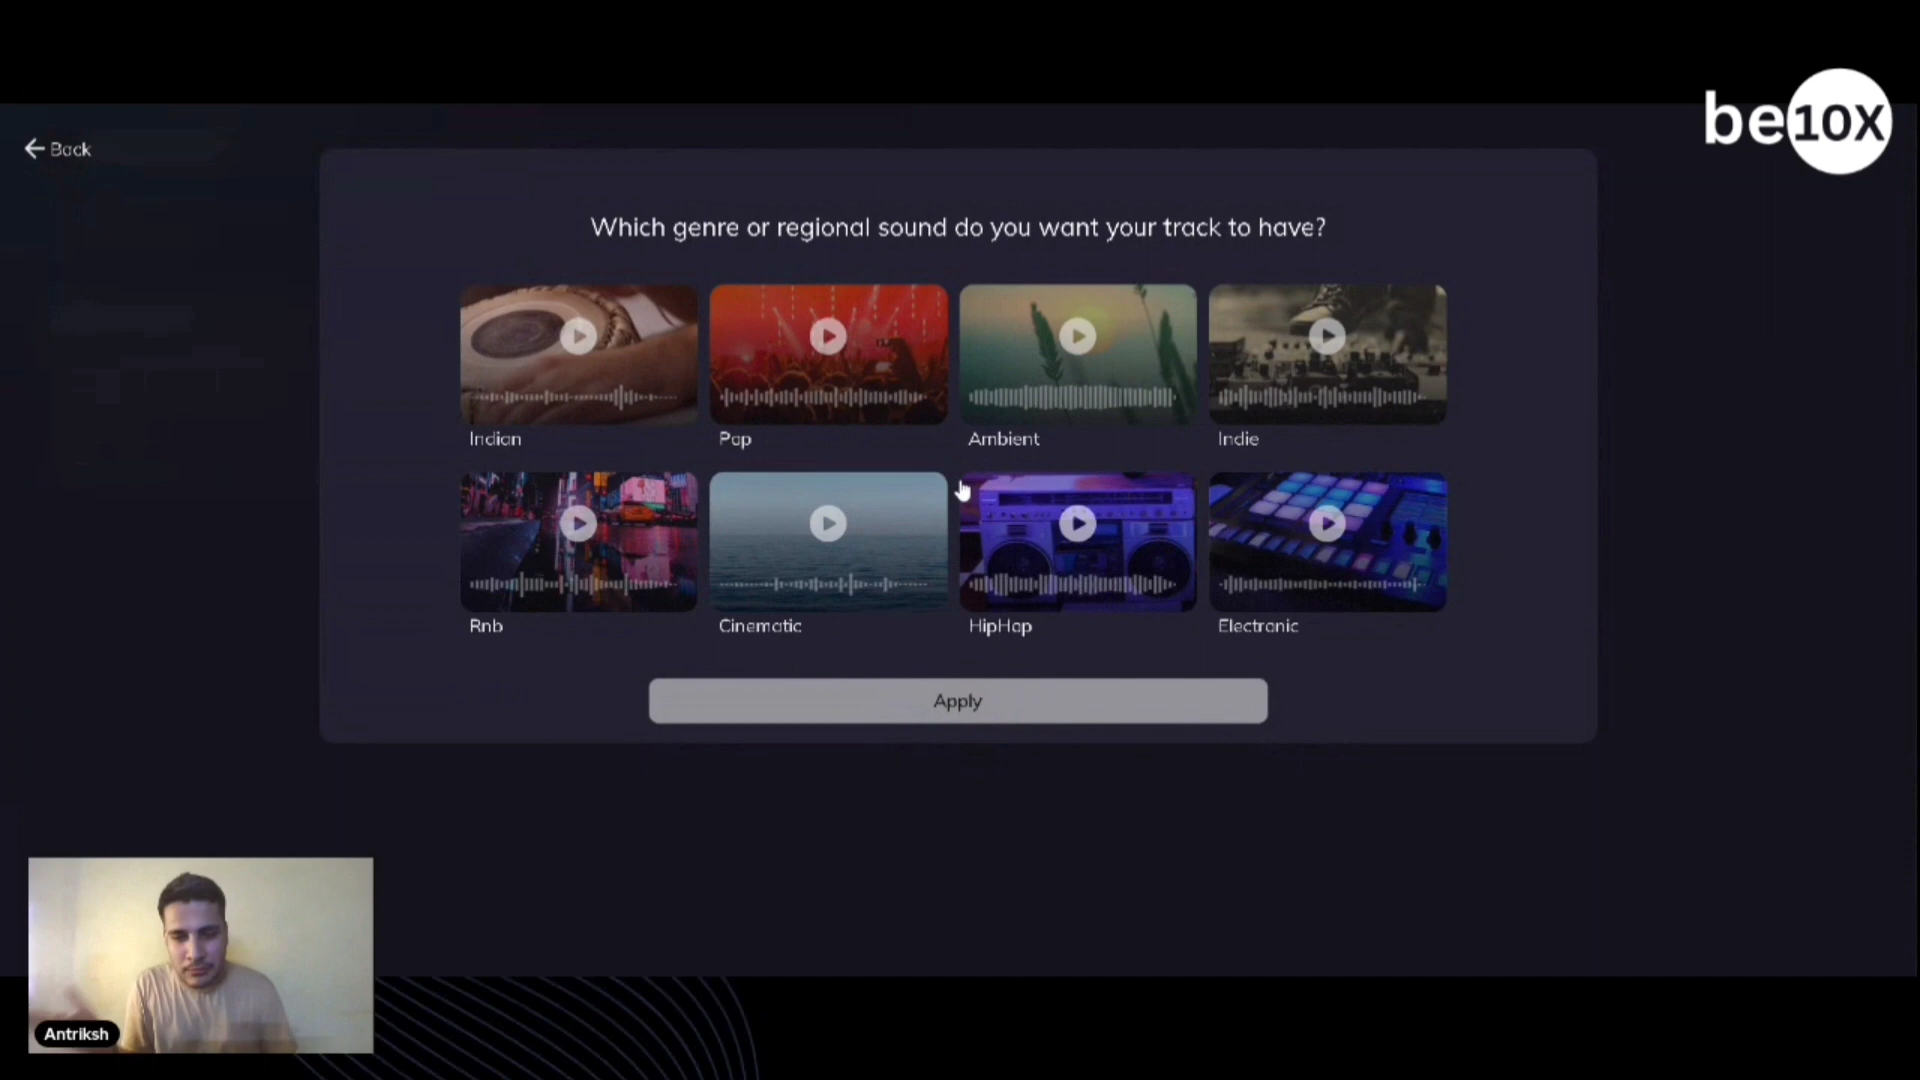 be10X
Back
Which genre or regional sound do you want your track to have?
Indian
Pop
Ambient
Indie
Rnb
Cinematic
HipHop
Electronic
Apply
Antriksh